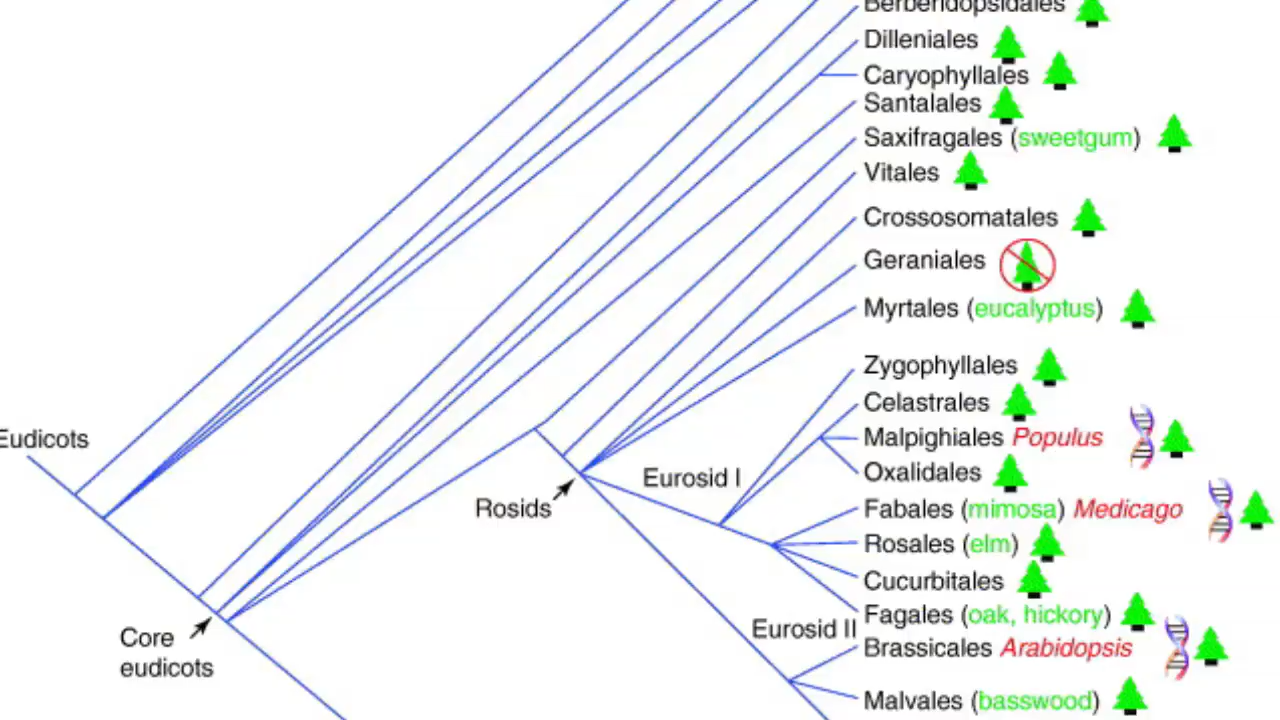 Berberidopsidales
Dilleniales
Caryophyllales
Santalales
Saxifragales (sweetgum)
Vitales
Crossosomatales
Geraniales
Myrtales (eucalyptus)
Zygophyllales
Celastrales
Eudicots
Malpighiales Populus
Eurosid I
Oxalidales
Rosids
Fabales (mimosa) Medicago
Rosales (elm)
Cucurbitales
Fagales (oak, hickory)
Eurosid II
Core
eudicots
Brassicales Arabidopsis
Malvales (basswood)